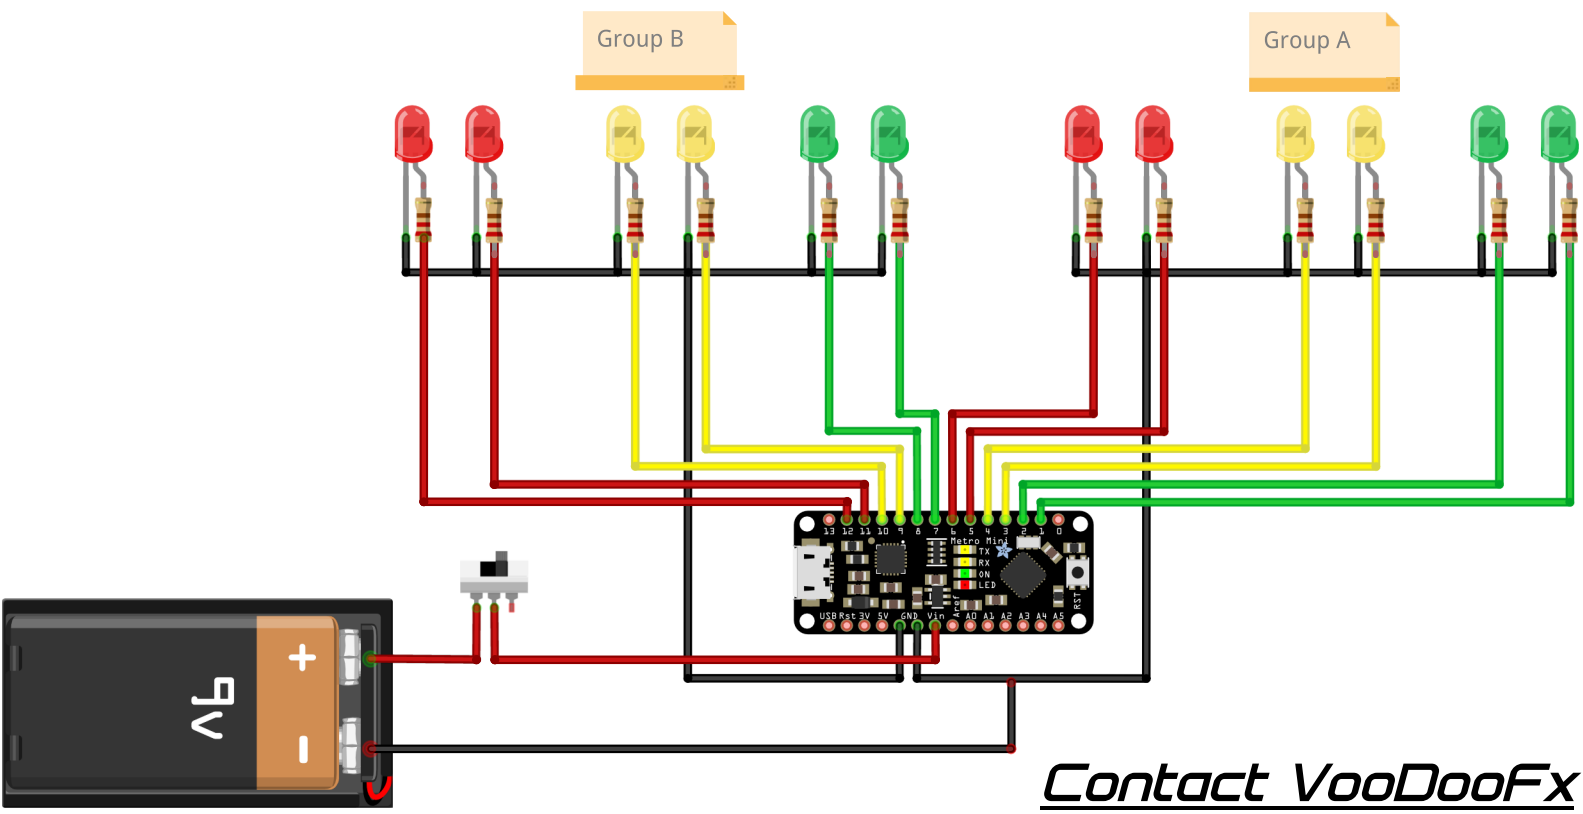 Group B
Group A
13 12 11 10 9 8 7 6 5 4 3 2 1 0
Metro Mini
TX
RX
ON
LED
RST
Aref
USB Rst 3V 5V GND Vin A0 A1 A2 A3 A4 A5
+
9V
-
Contact VooDooFx